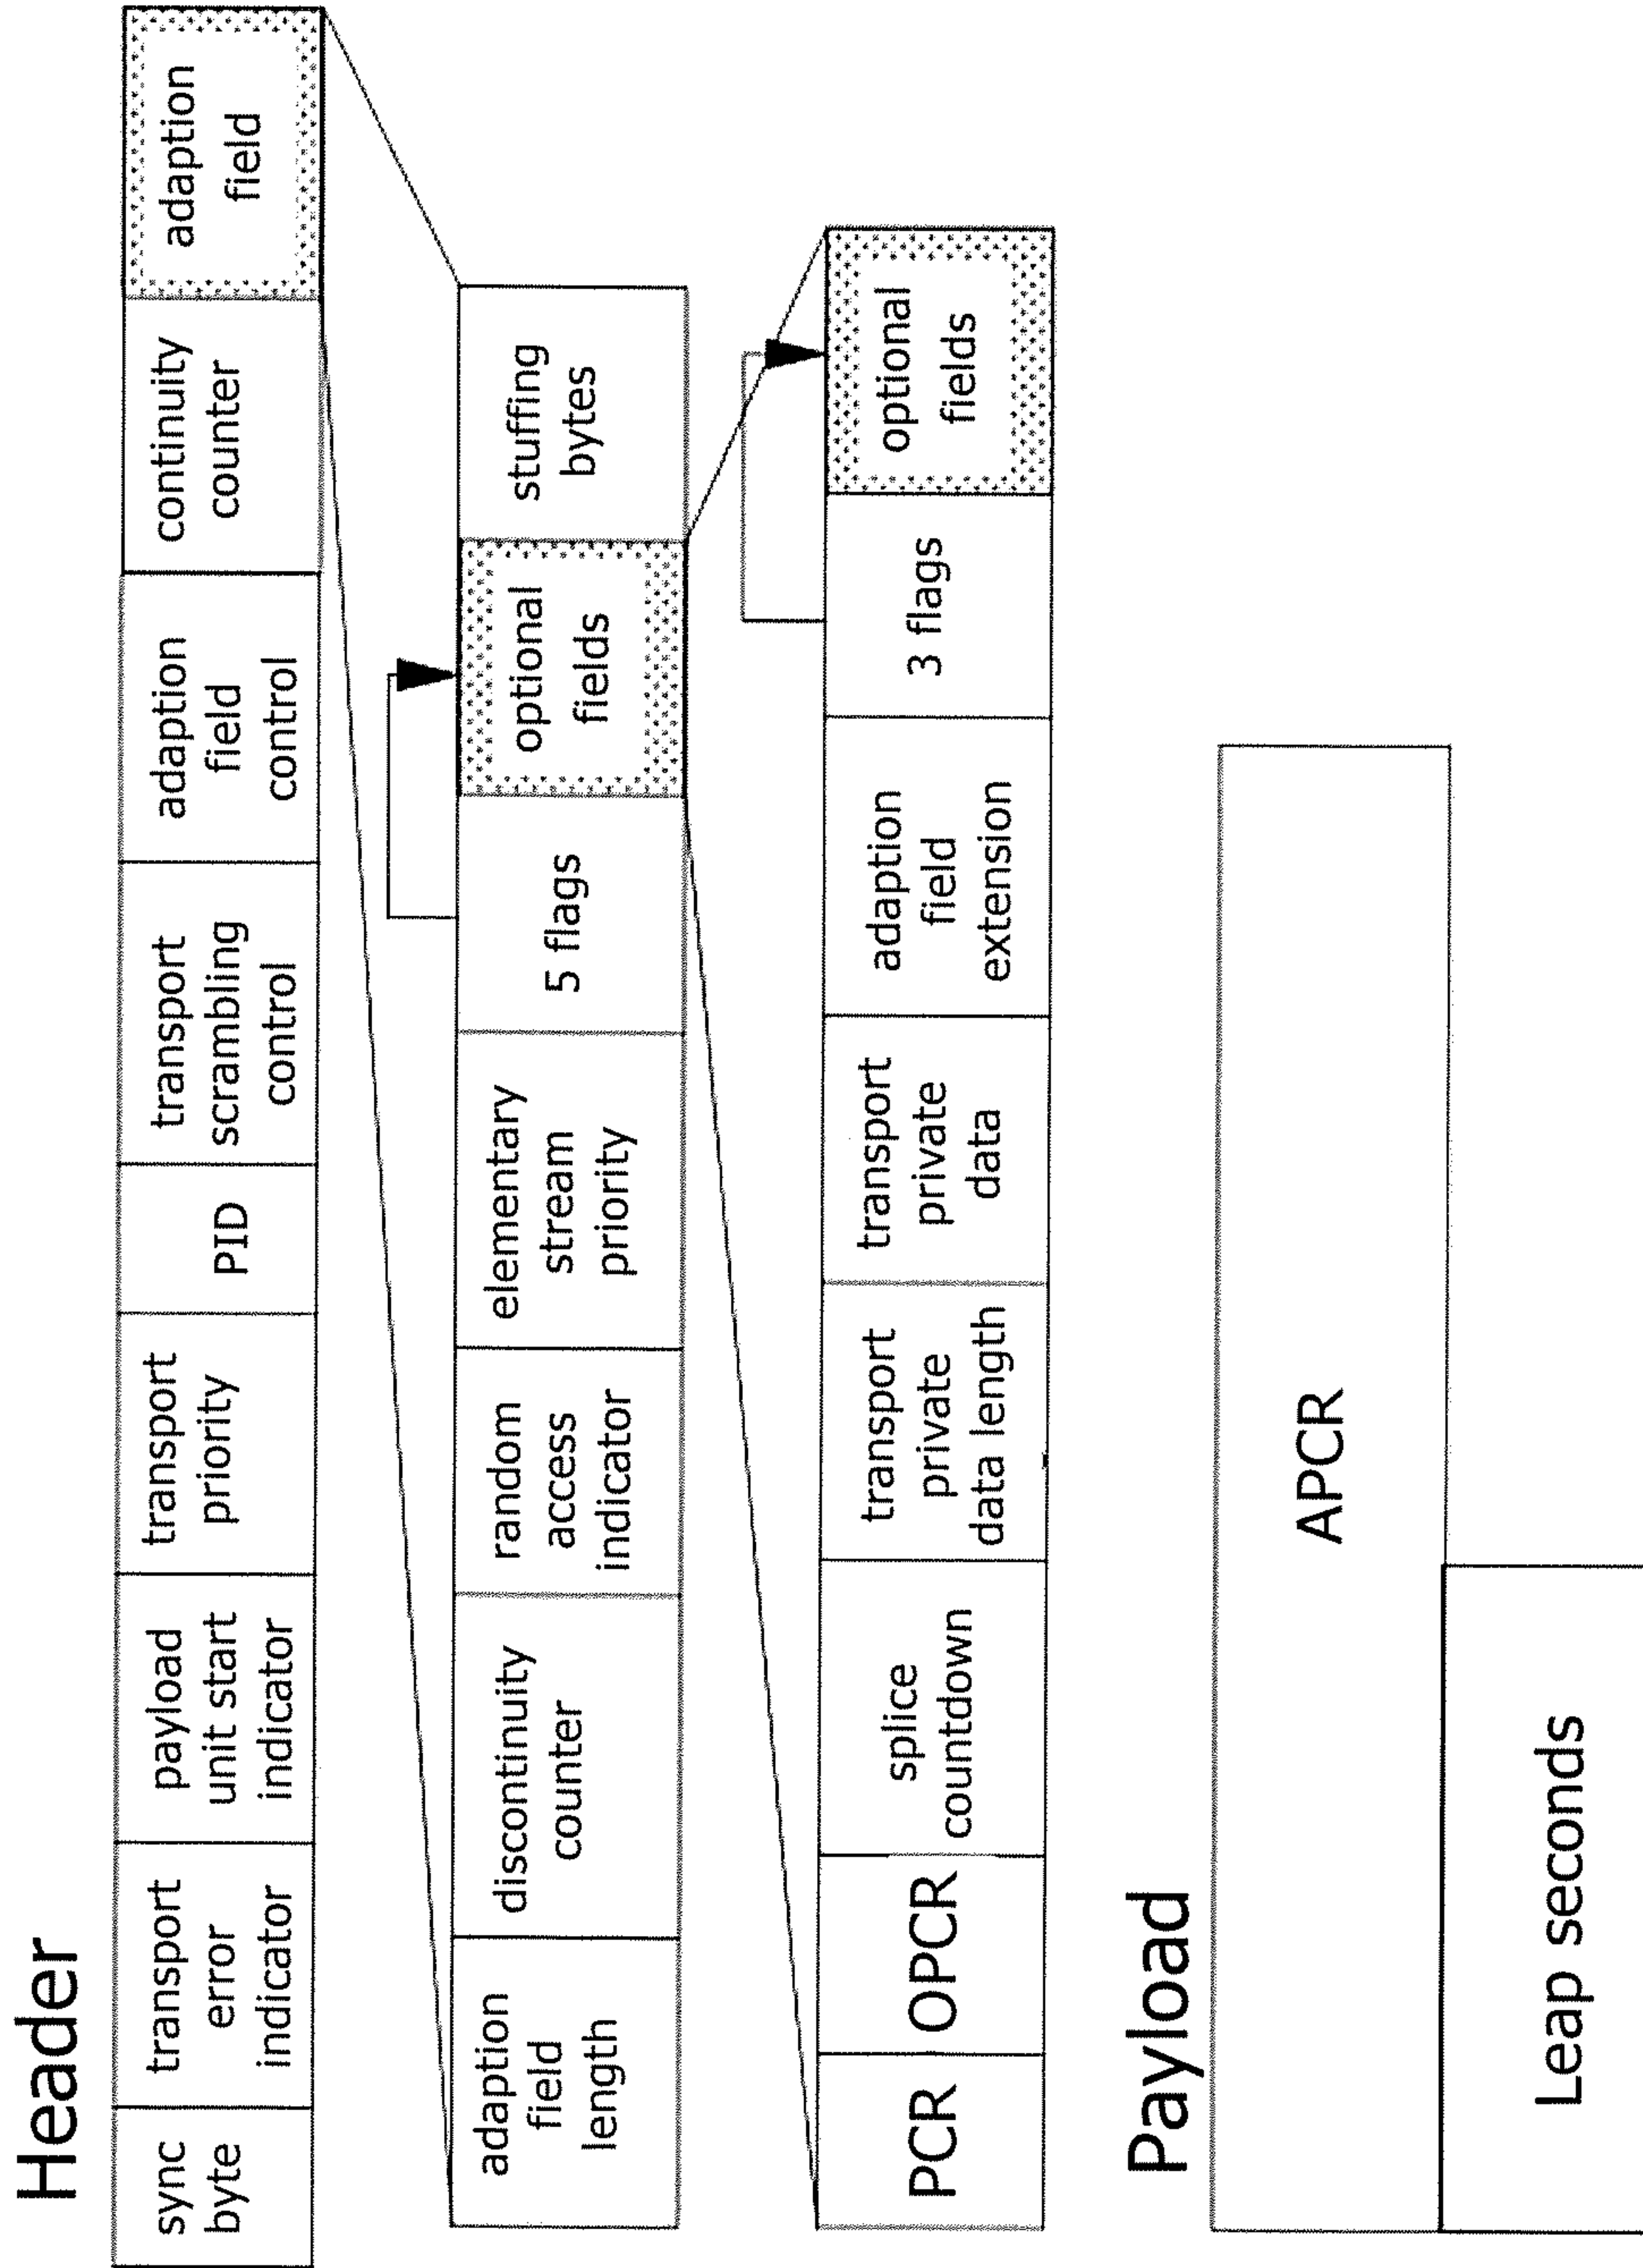 Header
sync
byte
transport
error
indicator
payload
unit start
indicator
transport
priority
PID
transport
scrambling
control
adaption
field
control
continuity
counter
adaption
field
adaption
field
length
discontinuity
counter
random
access
indicator
elementary
stream
priority
5 flags
optional
fields
stuffing
bytes
PCR
OPCR
splice
countdown
transport
private
data length
transport
private
data
adaption
field
extension
3 flags
optional
fields
Payload
APCR
Leap seconds